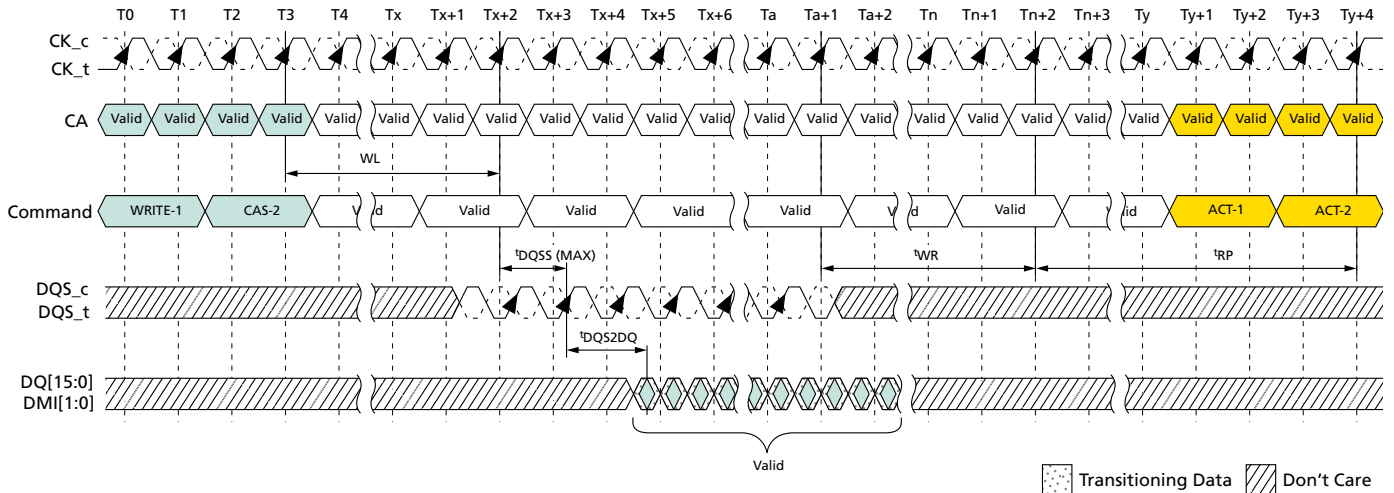 T0 T1 T2 T3 T4 Tx Tx+1 Tx+2 Tx+3 Tx+4 Tx+5 Tx+6 Ta Ta+1 Ta+2 Tn Tn+1 Tn+2 Tn+3 Ty Ty+1 Ty+2 Ty+3 Ty+4
CK_c
CK_t
CA Valid Valid Valid Valid Valid Valid Valid Valid Valid Valid Valid Valid Valid Valid Valid Valid Valid Valid Valid Valid Valid Valid Valid Valid
WL
Command WRITE-1 CAS-2 Valid Valid Valid Valid Valid Valid Valid Valid ACT-1 ACT-2
tDQSS (MAX) tWR tRP
DQS_c
DQS_t
tDQS2DQ
DQ[15:0]
DMI[1:0]
Valid
Transitioning Data Don't Care